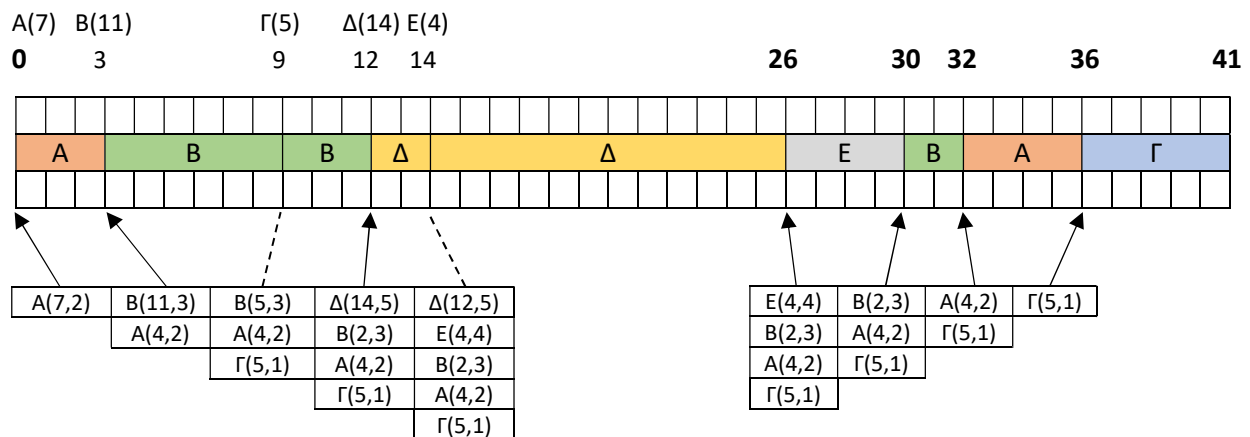 Α(7) Β(11) Γ(5) Δ(14) Ε(4)
0 3 9 12 14 26 30 32 36 41
Α Β Β Δ Δ Ε Β Α Γ
Α(7,2) Β(11,3) Β(5,3) Δ(14,5) Δ(12,5) Ε(4,4) Β(2,3) Α(4,2) Γ(5,1)
Α(4,2) Α(4,2) Β(2,3) Ε(4,4) Β(2,3) Α(4,2) Γ(5,1)
Γ(5,1) Α(4,2) Β(2,3) Α(4,2) Γ(5,1)
Γ(5,1) Α(4,2) Γ(5,1)
Γ(5,1)